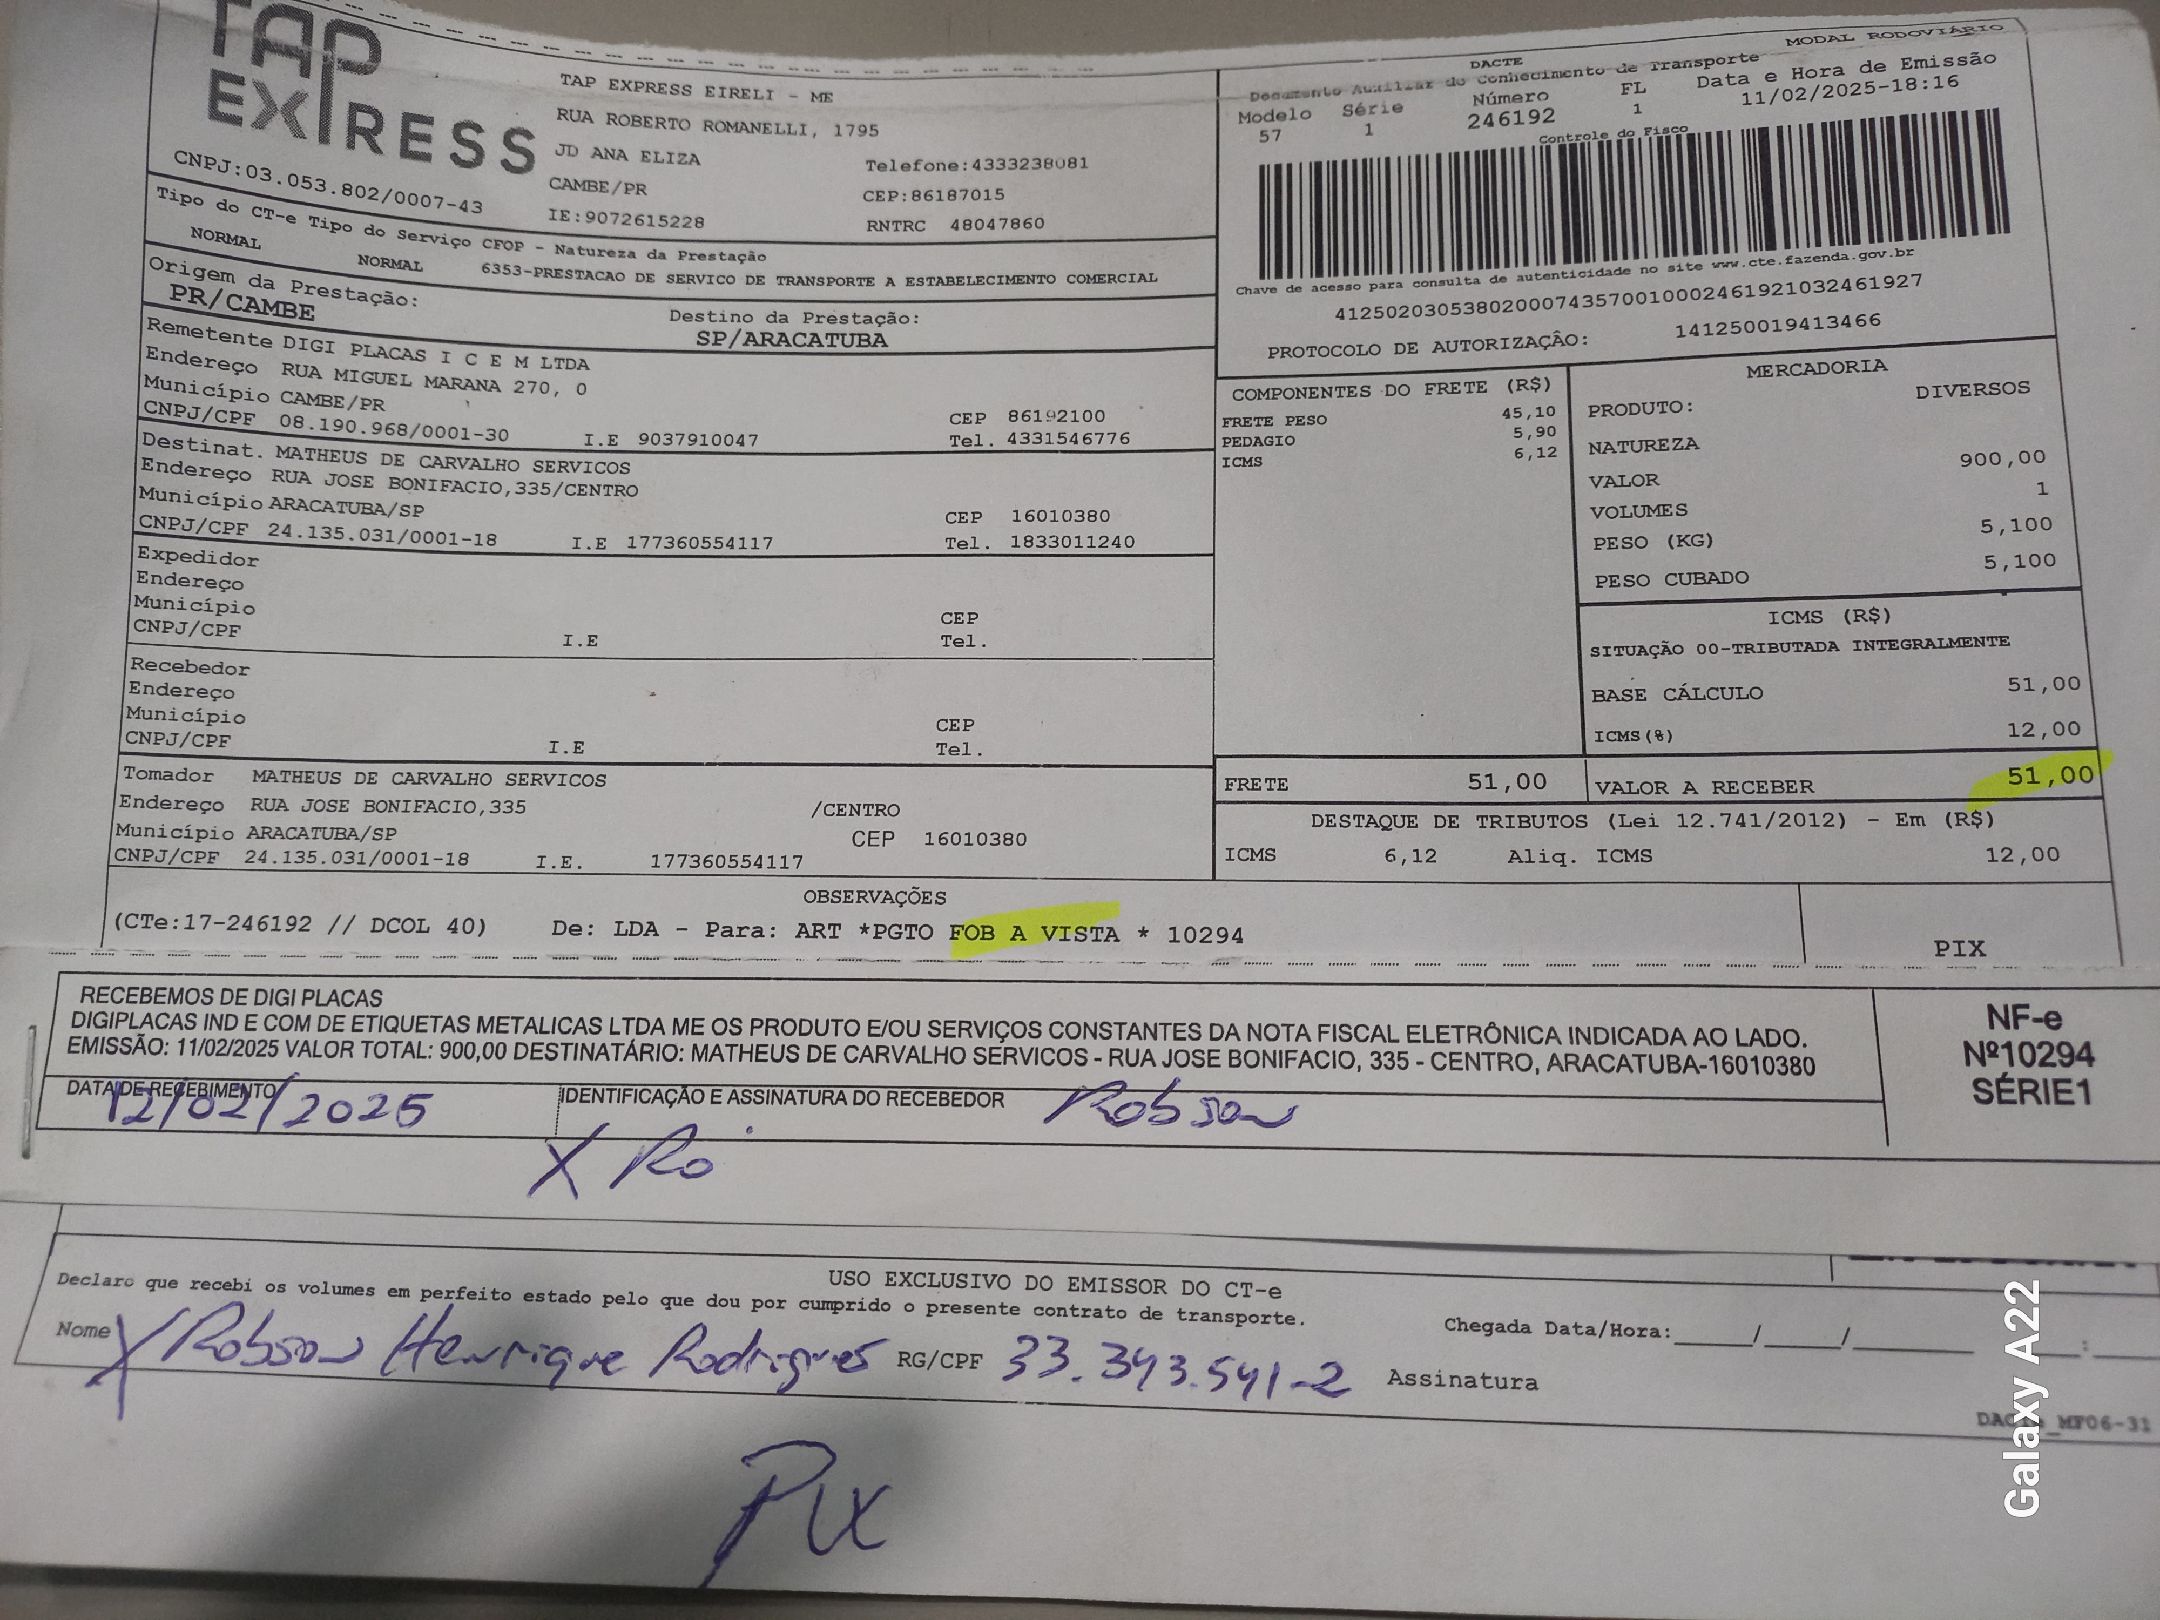 TAP
EXPRESS
CNPJ:03.053.802/0007-43
TAP EXPRESS EIRELI - ME
RUA ROBERTO ROMANELLI, 1795
JD ANA ELIZA
Telefone:4333238081
CAMBE/PR
CEP:86187015
IE:9072615228
RNTRC 48047860
DACTE
MODAL RODOVIÁRIO
Documento Auxiliar do Conhecimento de Transporte
Modelo Série Número FL Data e Hora de Emissão
57 1 246192 1 11/02/2025-18:16
Controle do Fisco
Chave de acesso para consulta de autenticidade no site www.cte.fazenda.gov.br
41250203053802000743570010002461921032461927
PROTOCOLO DE AUTORIZAÇÂO: 141250019413466
Tipo do CT-e Tipo do Serviço CFOP - Natureza da Prestação
NORMAL NORMAL 6353-PRESTACAO DE SERVICO DE TRANSPORTE A ESTABELECIMENTO COMERCIAL
Origem da Prestação: Destino da Prestação:
PR/CAMBE SP/ARACATUBA
Remetente DIGI PLACAS I C E M LTDA
Endereço RUA MIGUEL MARANA 270, 0
Município CAMBE/PR CEP 86192100
CNPJ/CPF 08.190.968/0001-30 I.E 9037910047 Tel. 4331546776
Destinat. MATHEUS DE CARVALHO SERVICOS
Endereço RUA JOSE BONIFACIO,335/CENTRO
Município ARACATUBA/SP CEP 16010380
CNPJ/CPF 24.135.031/0001-18 I.E 177360554117 Tel. 1833011240
Expedidor
Endereço
Município CEP
CNPJ/CPF I.E Tel.
Recebedor
Endereço
Município CEP
CNPJ/CPF I.E Tel.
Tomador MATHEUS DE CARVALHO SERVICOS
Endereço RUA JOSE BONIFACIO,335 /CENTRO
Município ARACATUBA/SP CEP 16010380
CNPJ/CPF 24.135.031/0001-18 I.E. 177360554117
COMPONENTES DO FRETE (R$)
FRETE PESO 45,10
PEDAGIO 5,90
ICMS 6,12
MERCADORIA
PRODUTO: DIVERSOS
NATUREZA
VALOR 900,00
VOLUMES 1
PESO (KG) 5,100
PESO CUBADO 5,100
ICMS (R$)
SITUAÇÃO 00-TRIBUTADA INTEGRALMENTE
BASE CÁLCULO 51,00
ICMS(%) 12,00
FRETE 51,00 VALOR A RECEBER 51,00
DESTAQUE DE TRIBUTOS (Lei 12.741/2012) - Em (R$)
ICMS 6,12 Aliq. ICMS 12,00
OBSERVAÇÕES
(CTe:17-246192 // DCOL 40) De: LDA - Para: ART *PGTO FOB A VISTA * 10294
PIX
RECEBEMOS DE DIGI PLACAS
DIGIPLACAS IND E COM DE ETIQUETAS METALICAS LTDA ME OS PRODUTO E/OU SERVIÇOS CONSTANTES DA NOTA FISCAL ELETRÔNICA INDICADA AO LADO.
EMISSÃO: 11/02/2025 VALOR TOTAL: 900,00 DESTINATÁRIO: MATHEUS DE CARVALHO SERVICOS - RUA JOSE BONIFACIO, 335 - CENTRO, ARACATUBA-16010380
NF-e
Nº10294
SÉRIE1
DATA DE RECEBIMENTO IDENTIFICAÇÃO E ASSINATURA DO RECEBEDOR Robson
12/02/2025
X Ro
USO EXCLUSIVO DO EMISSOR DO CT-e
Declaro que recebi os volumes em perfeito estado pelo que dou por cumprido o presente contrato de transporte.
Nome X Robson Henrique Rodrigues RG/CPF 33.343.541-2 Assinatura
Chegada Data/Hora:____/____/____ :
Pix
Galaxy A22